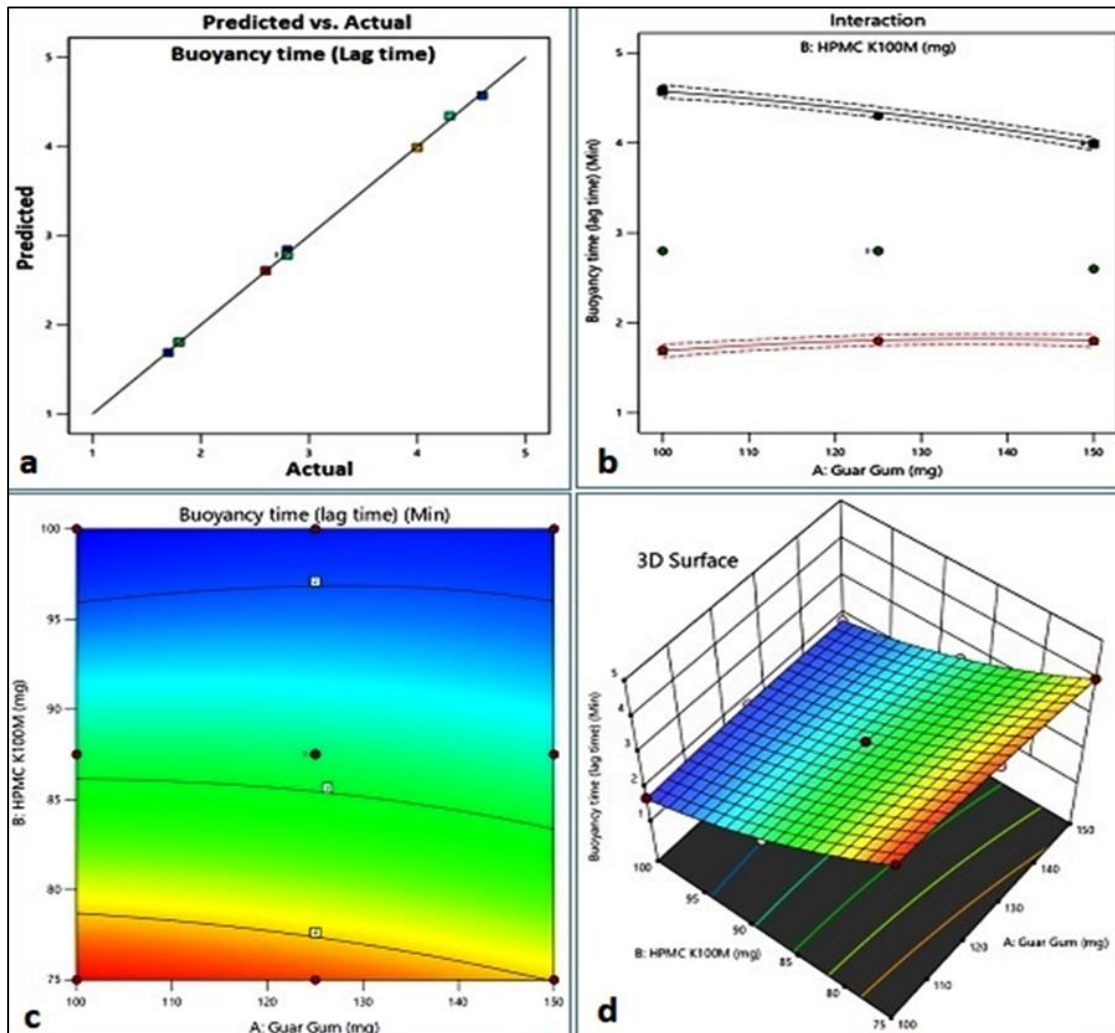 Predicted vs. Actual
Buoyancy time (Lag time)
5
4
3
2
1
Predicted
1
2
3
4
5
Actual
a
Interaction
B: HPMC K100M (mg)
5
4
3
2
1
Buoyancy time (lag time) (Min)
100
110
120
130
140
150
A: Guar Gum (mg)
b
Buoyancy time (lag time) (Min)
100
95
90
85
80
75
B: HPMC K100M (mg)
100
110
120
130
140
150
A: Guar Gum (mg)
c
3D Surface
5
4
3
2
1
Buoyancy time (lag time) (Min)
100
95
90
85
80
75
B: HPMC K100M (mg)
100
110
120
130
140
150
A: Guar Gum (mg)
d